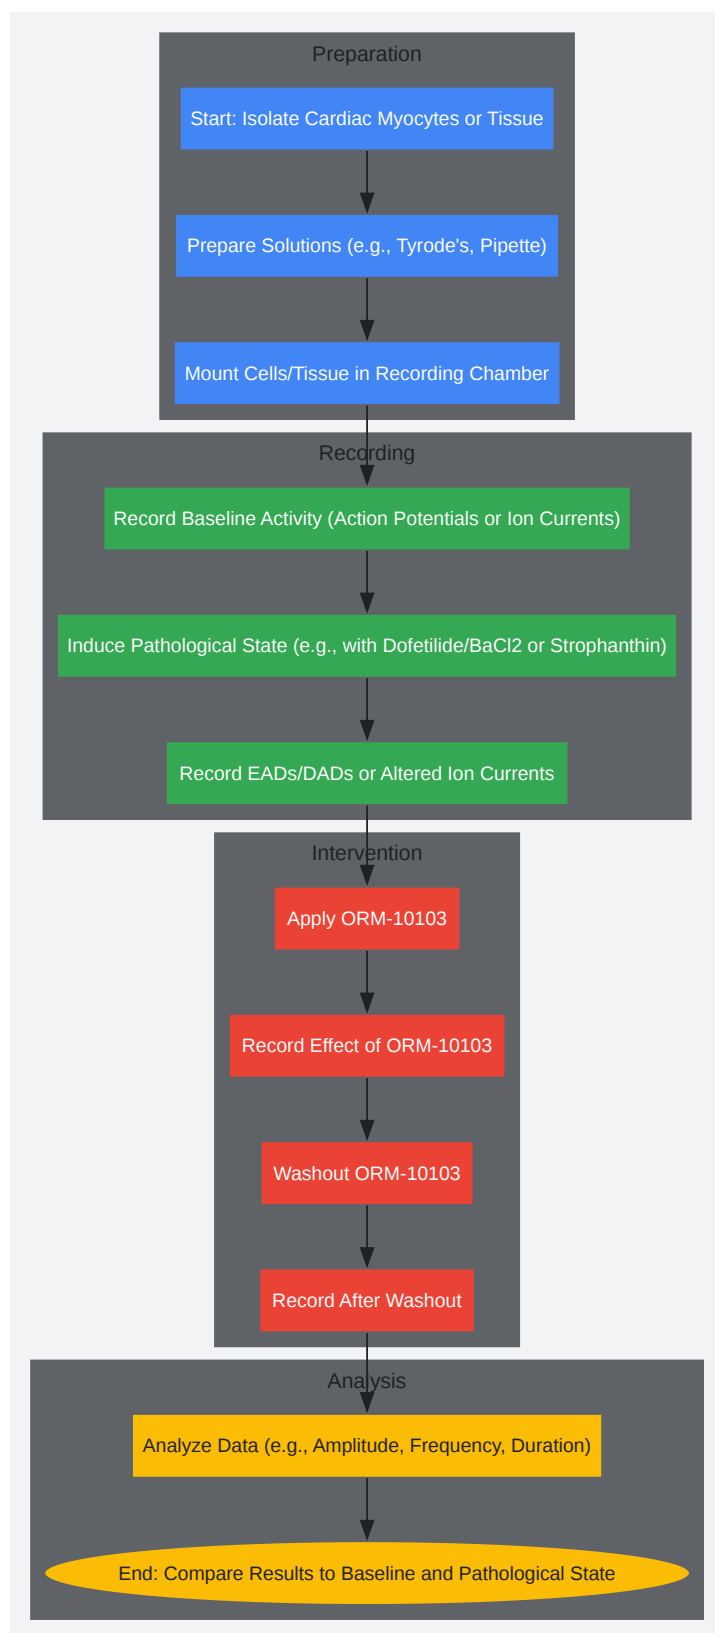 Preparation
Start: Isolate Cardiac Myocytes or Tissue
Prepare Solutions (e.g., Tyrode's, Pipette)
Mount Cells/Tissue in Recording Chamber
Recording
Record Baseline Activity (Action Potentials or Ion Currents)
Induce Pathological State (e.g., with Dofetilide/BaCl2 or Strophanthin)
Record EADs/DADs or Altered Ion Currents
Intervention
Apply ORM-10103
Record Effect of ORM-10103
Washout ORM-10103
Record After Washout
Analysis
Analyze Data (e.g., Amplitude, Frequency, Duration)
End: Compare Results to Baseline and Pathological State